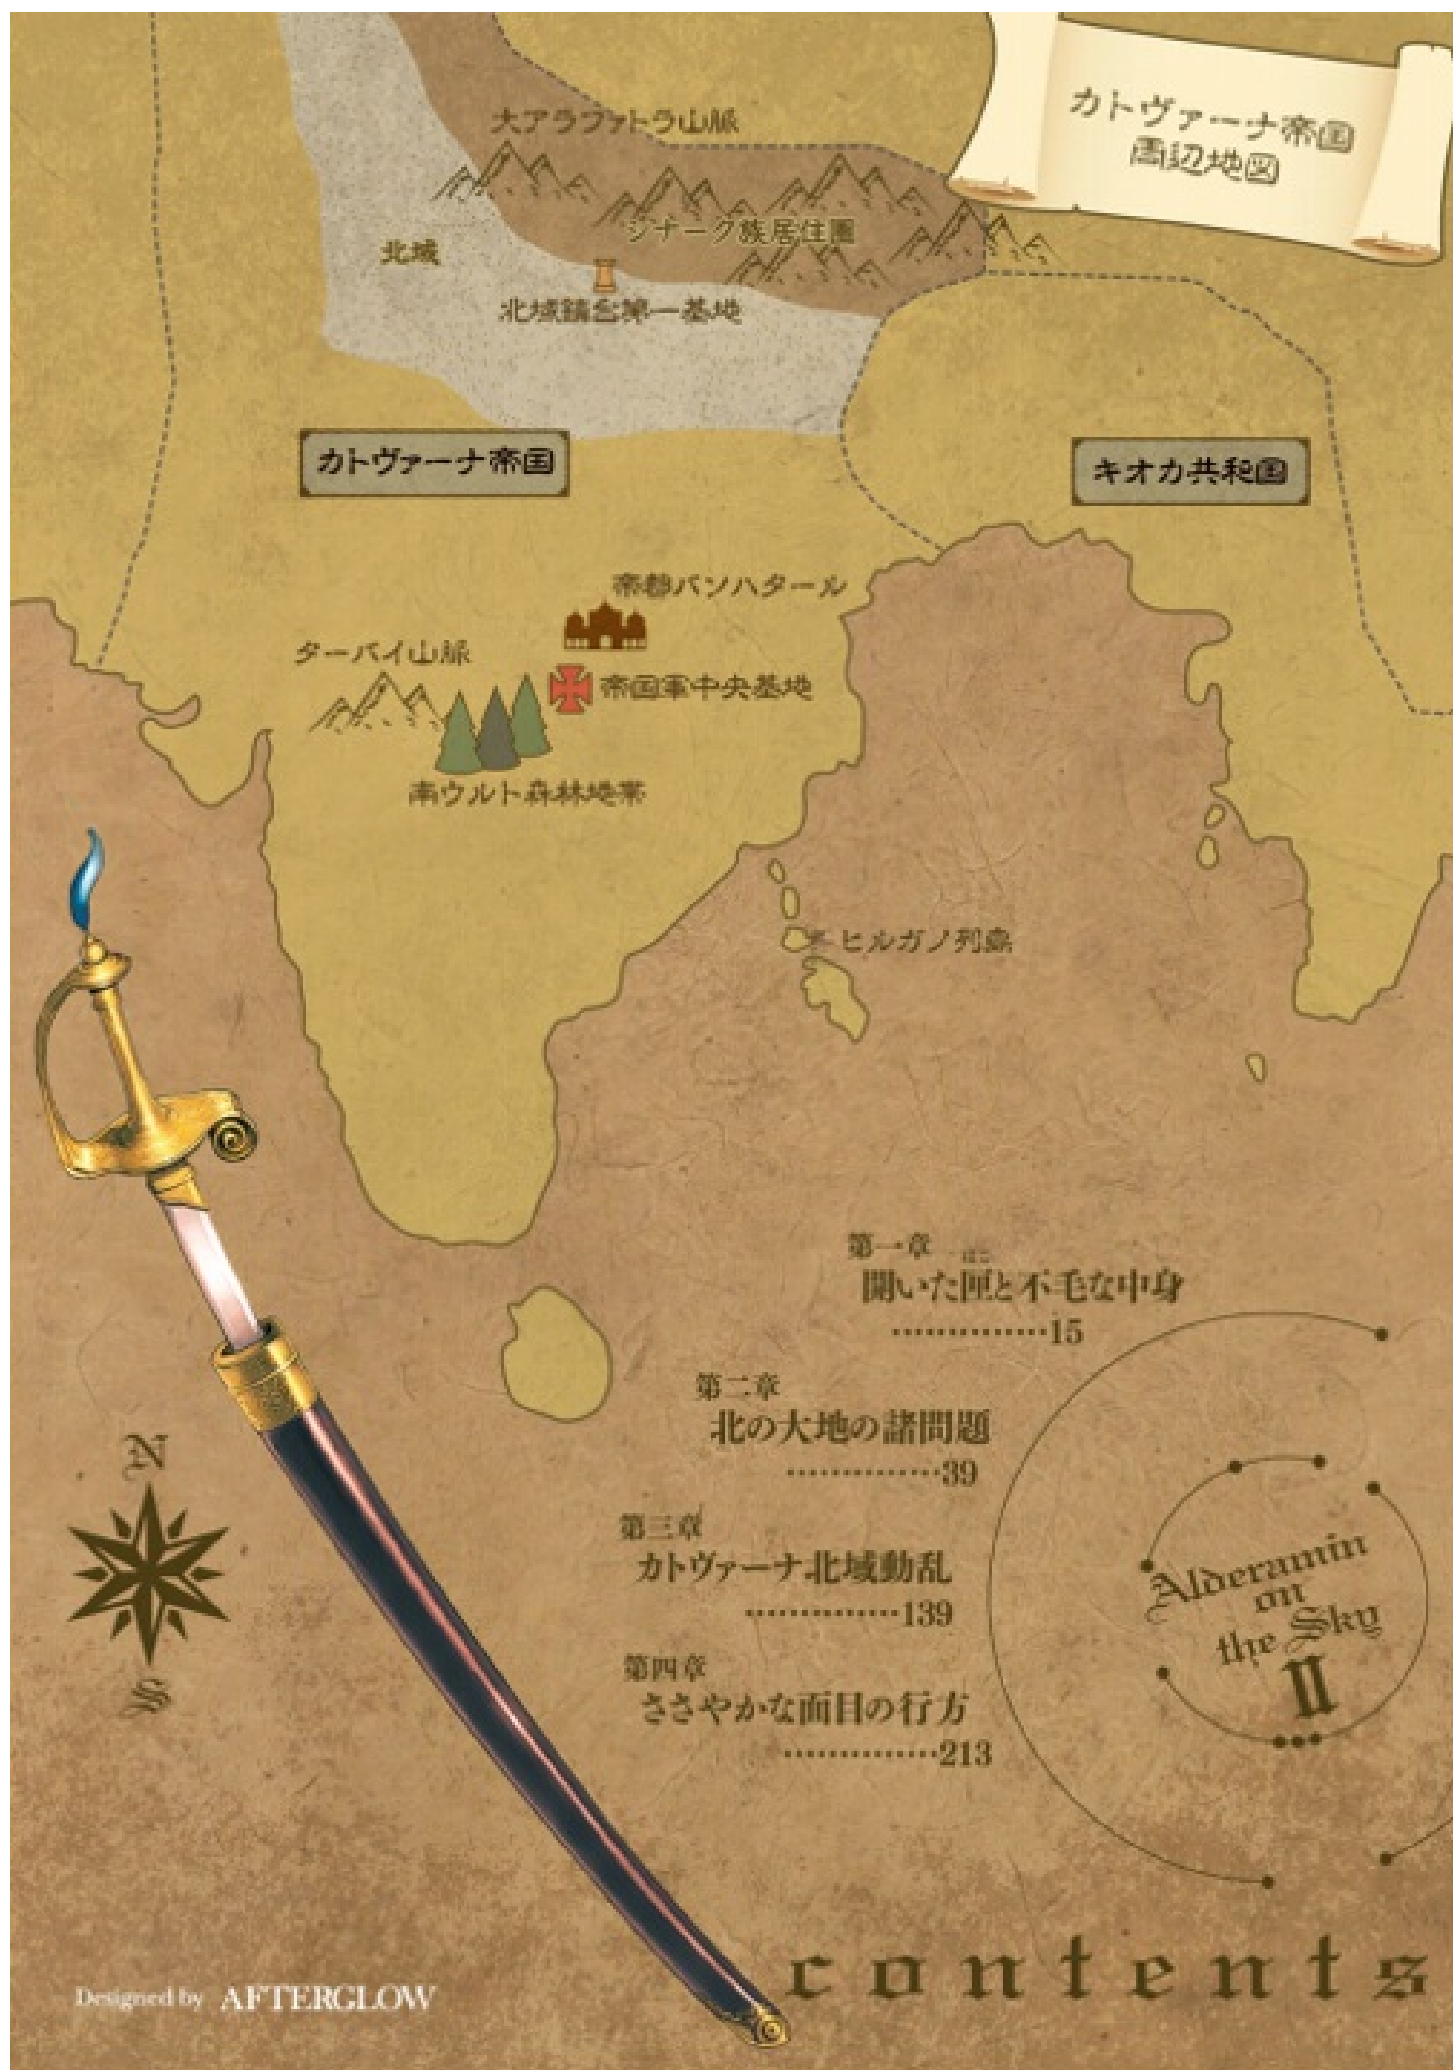 カトヴァーナ帝国
周辺地図
大アラファトラ山脈
シナーク族居住圏
北域
北域鎮台第一基地
カトヴァーナ帝国
キオカ共和国
帝都バンハタール
ターバイ山脈
帝国軍中央基地
南ウルト森林地帯
ヒルガノ列島
第一章
はこ
開いた匣と不毛な中身
……………15
第二章
北の大地の諸問題
……………39
第三章
カトヴァーナ北域動乱
……………139
第四章
ささやかな面目の行方
……………213
N
S
Alderamin
on
the Sky
II
contents
Designed by AFTERGLOW